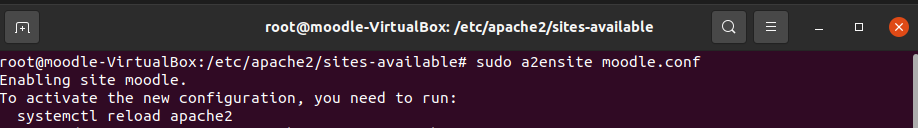 root@moodle-VirtualBox: /etc/apache2/sites-available
root@moodle-VirtualBox:/etc/apache2/sites-available# sudo a2ensite moodle.conf
Enabling site moodle.
To activate the new configuration, you need to run:
  systemctl reload apache2